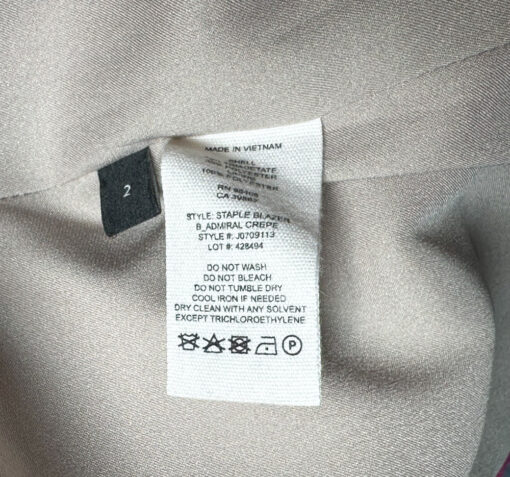 MADE IN VIETNAM
SHELL
100% POLYESTER
2
STYLE: STAPLE BLAZER
B_ADMIRAL CREPE
STYLE #: J0709113
LOT #: 428494
DO NOT WASH
DO NOT BLEACH
DO NOT TUMBLE DRY
COOL IRON IF NEEDED
DRY CLEAN WITH ANY SOLVENT
EXCEPT TRICHLOROETHYLENE
P